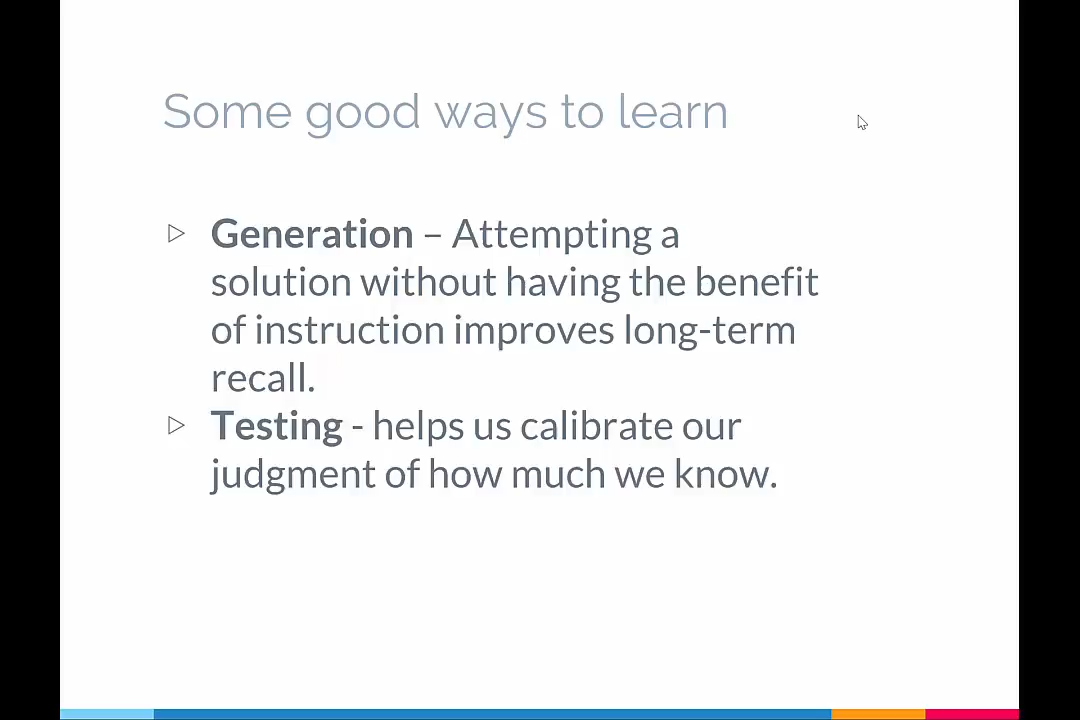 Some good ways to learn
Generation – Attempting a
solution without having the benefit
of instruction improves long-term
recall.
Testing - helps us calibrate our
judgment of how much we know.